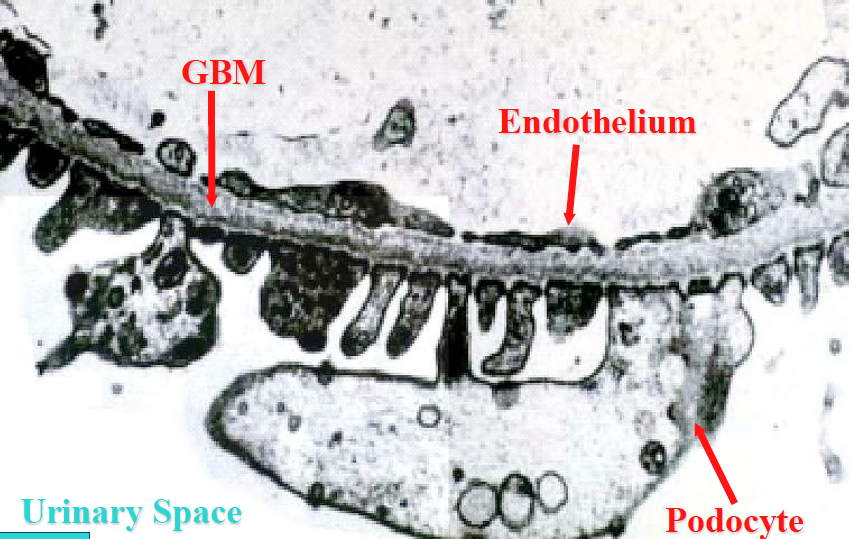 GBM
Endothelium
Urinary Space
Podocyte